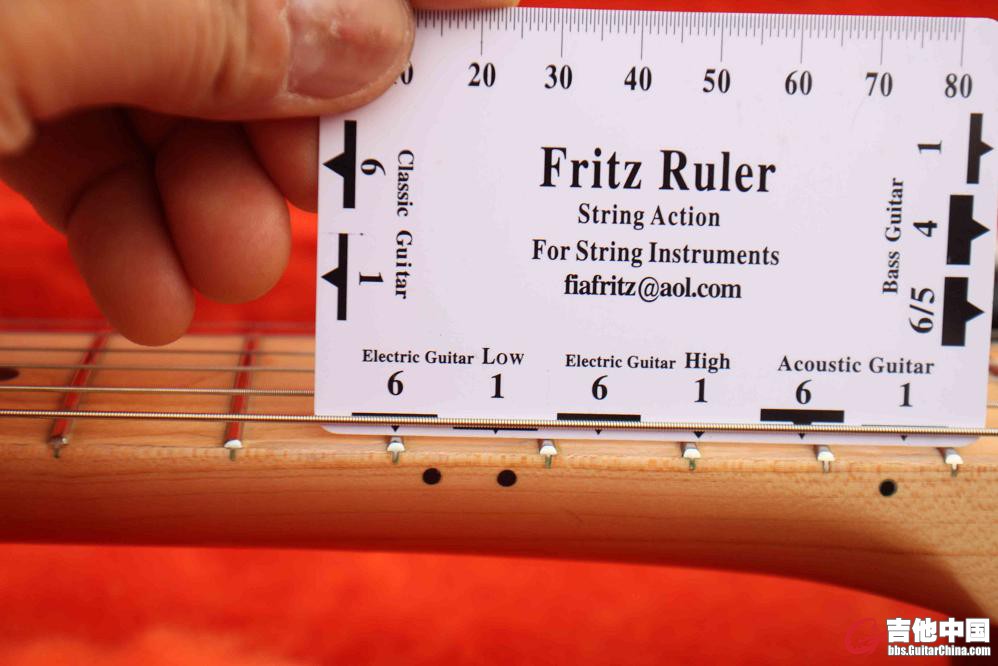 20 30 40 50 60 70 80
Fritz Ruler
String Action
For String Instruments
fiafritz@aol.com
Classic Guitar
6
1
Bass Guitar
1
4
6/5
Electric Guitar Low
6 1
Electric Guitar High
6 1
Acoustic Guitar
6 1
吉他中国
bbs.GuitarChina.com